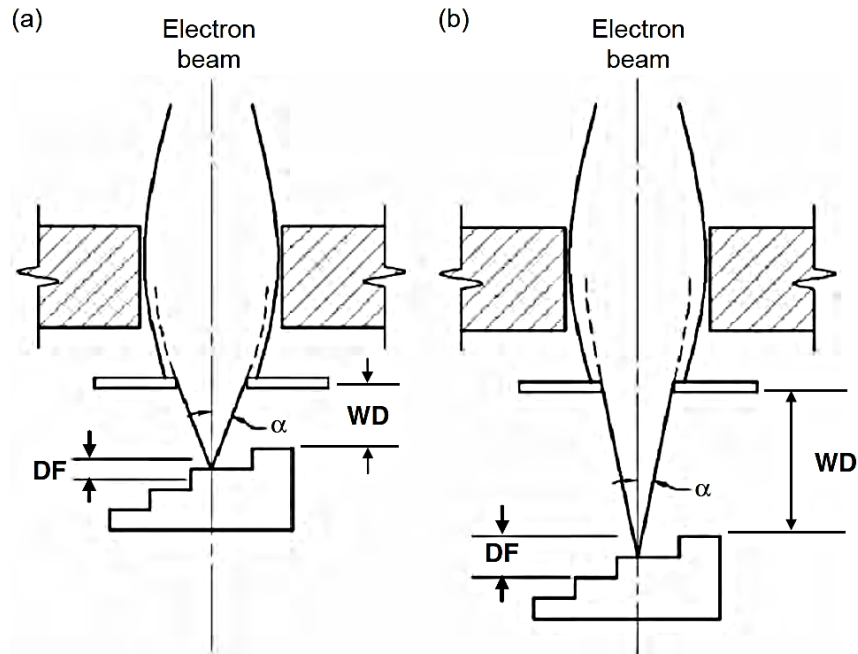 (a)
Electron
beam
WD
α
DF
(b)
Electron
beam
WD
α
DF